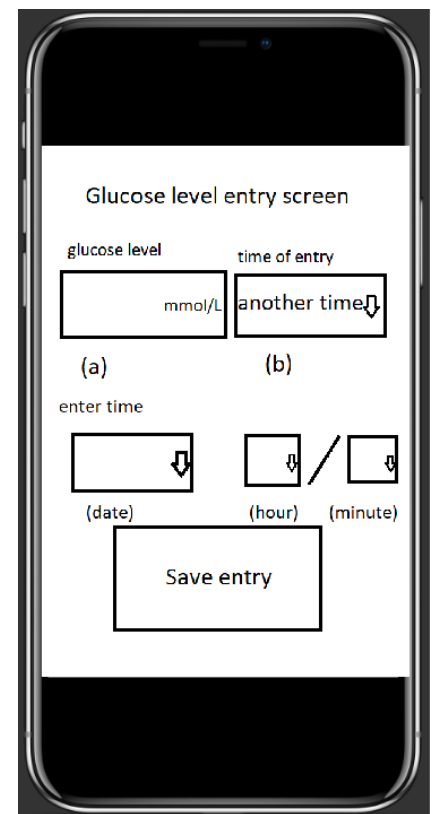 Glucose level entry screen
glucose level
time of entry
mmol/L
another time
(a)
(b)
enter time
/
(date)
(hour)
(minute)
Save entry